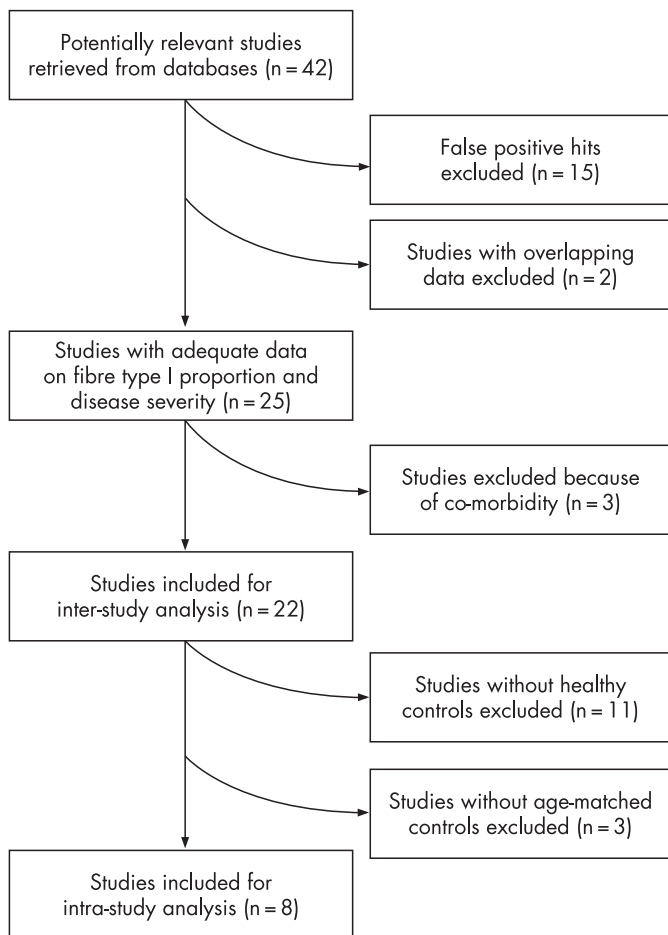 Potentially relevant studies
retrieved from databases (n = 42)
False positive hits
excluded (n = 15)
Studies with overlapping
data excluded (n = 2)
Studies with adequate data
on fibre type I proportion and
disease severity (n = 25)
Studies excluded because
of co-morbidity (n = 3)
Studies included for
inter-study analysis (n = 22)
Studies without healthy
controls excluded (n = 11)
Studies without age-matched
controls excluded (n = 3)
Studies included for
intra-study analysis (n = 8)